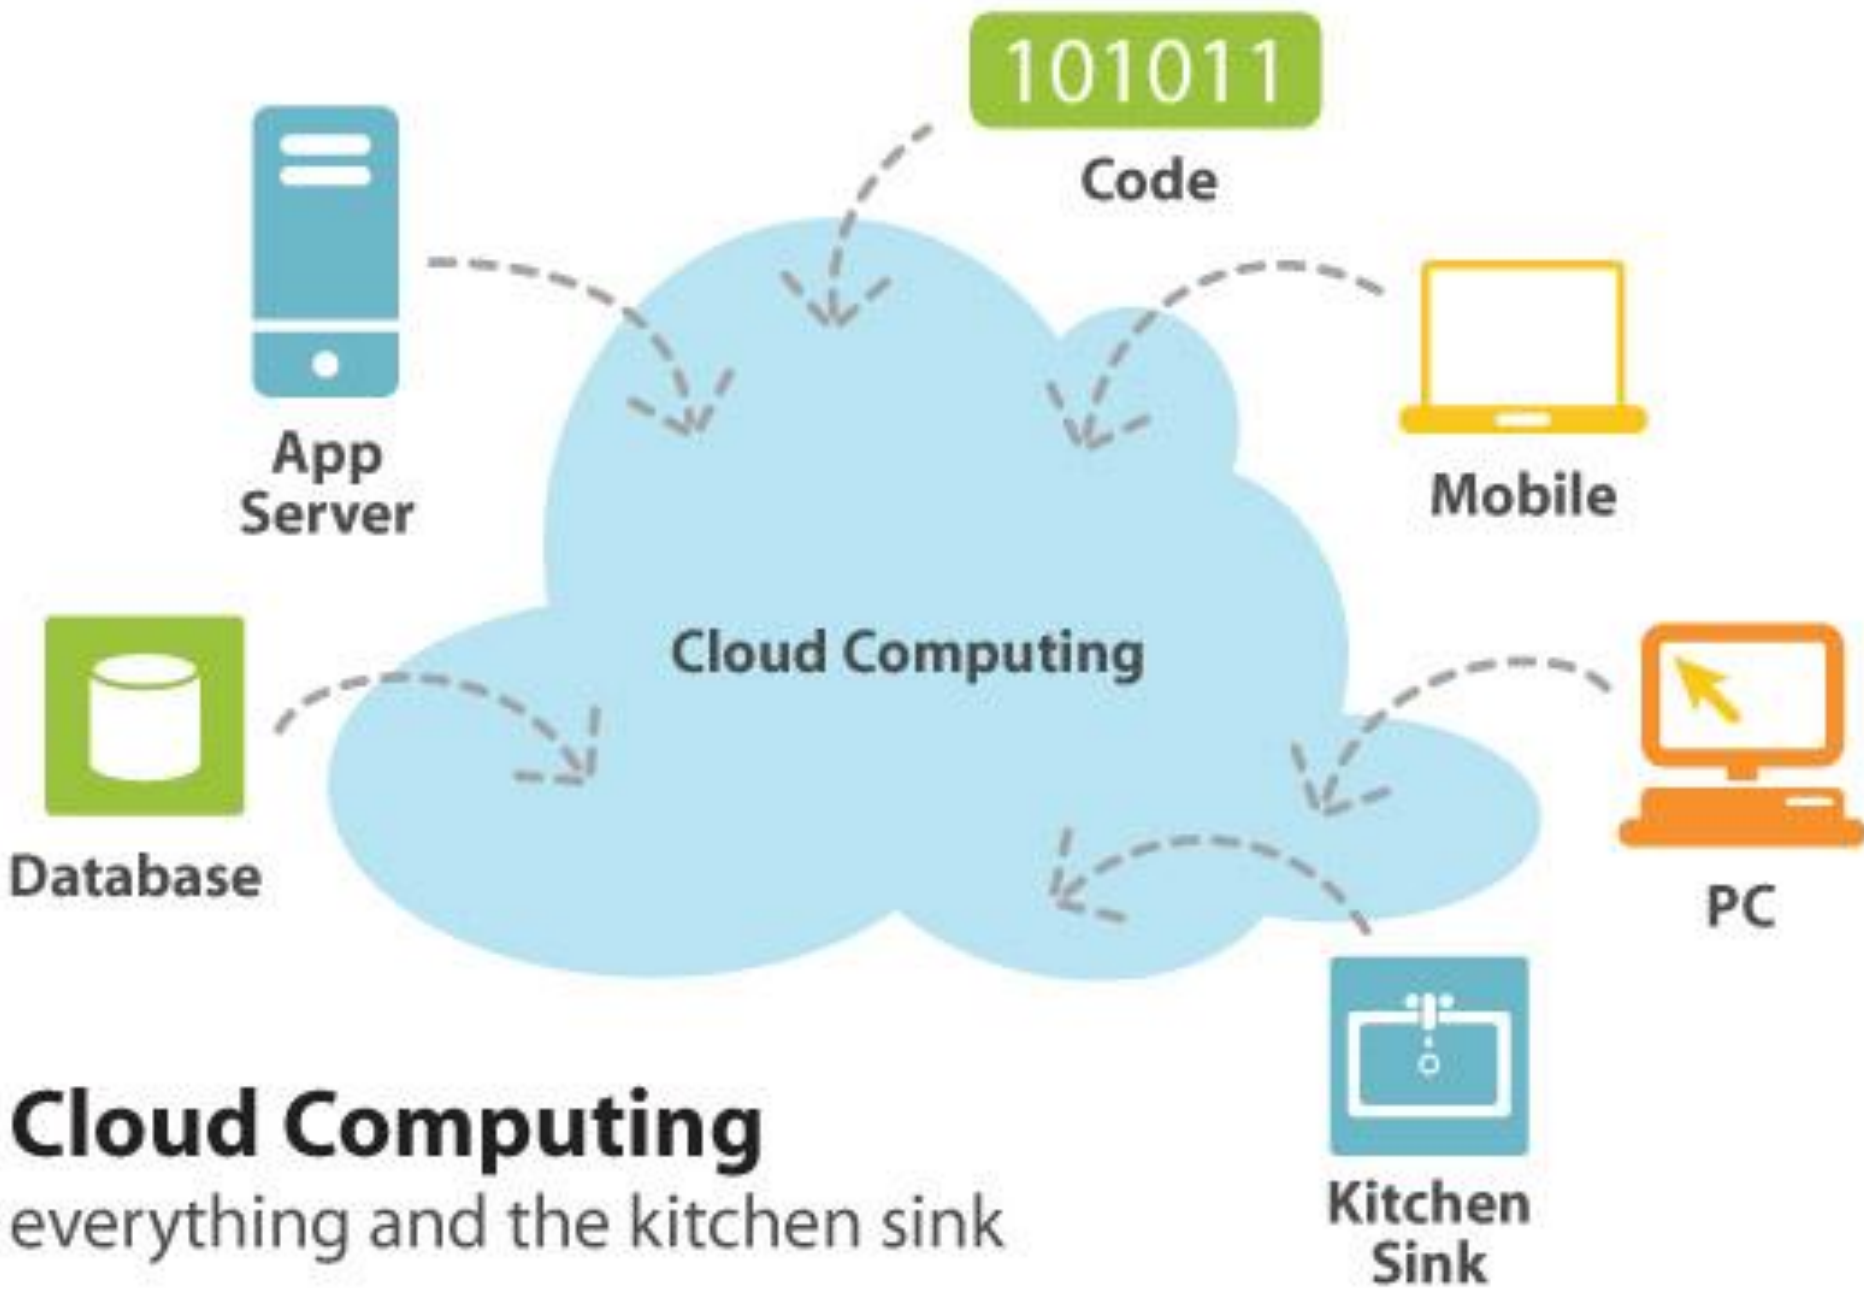 101011
Code
App
Server
Mobile
Cloud Computing
Database
PC
Kitchen
Sink
Cloud Computing
everything and the kitchen sink